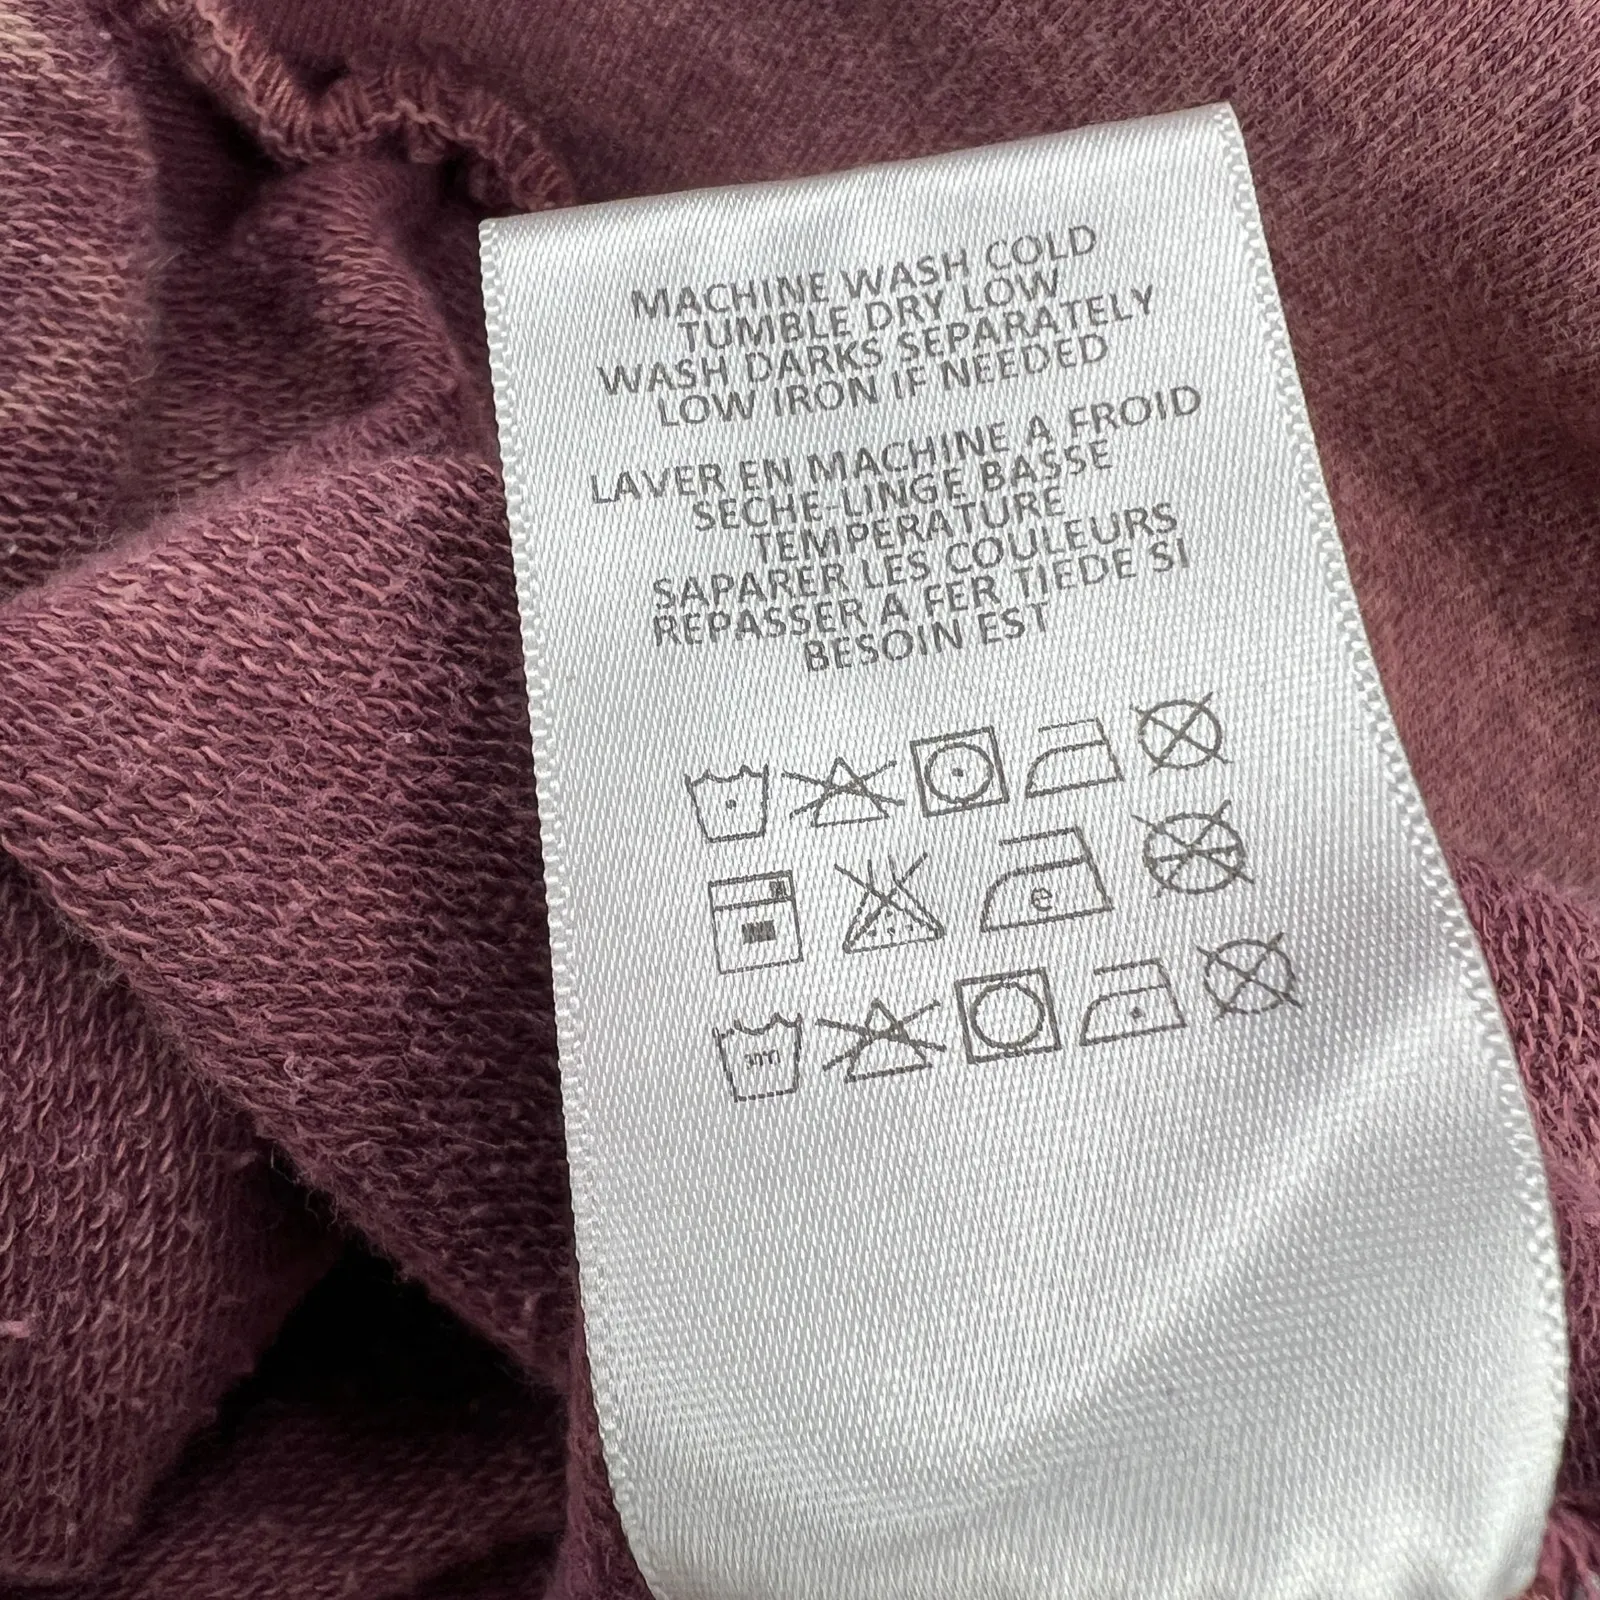 MACHINE WASH COLD
TUMBLE DRY LOW
WASH DARKS SEPARATELY
LOW IRON IF NEEDED
LAVER EN MACHINE A FROID
SECHE-LINGE BASSE
TEMPERATURE
SAPARER LES COULEURS
REPASSER A FER TIEDE SI
BESOIN EST
e